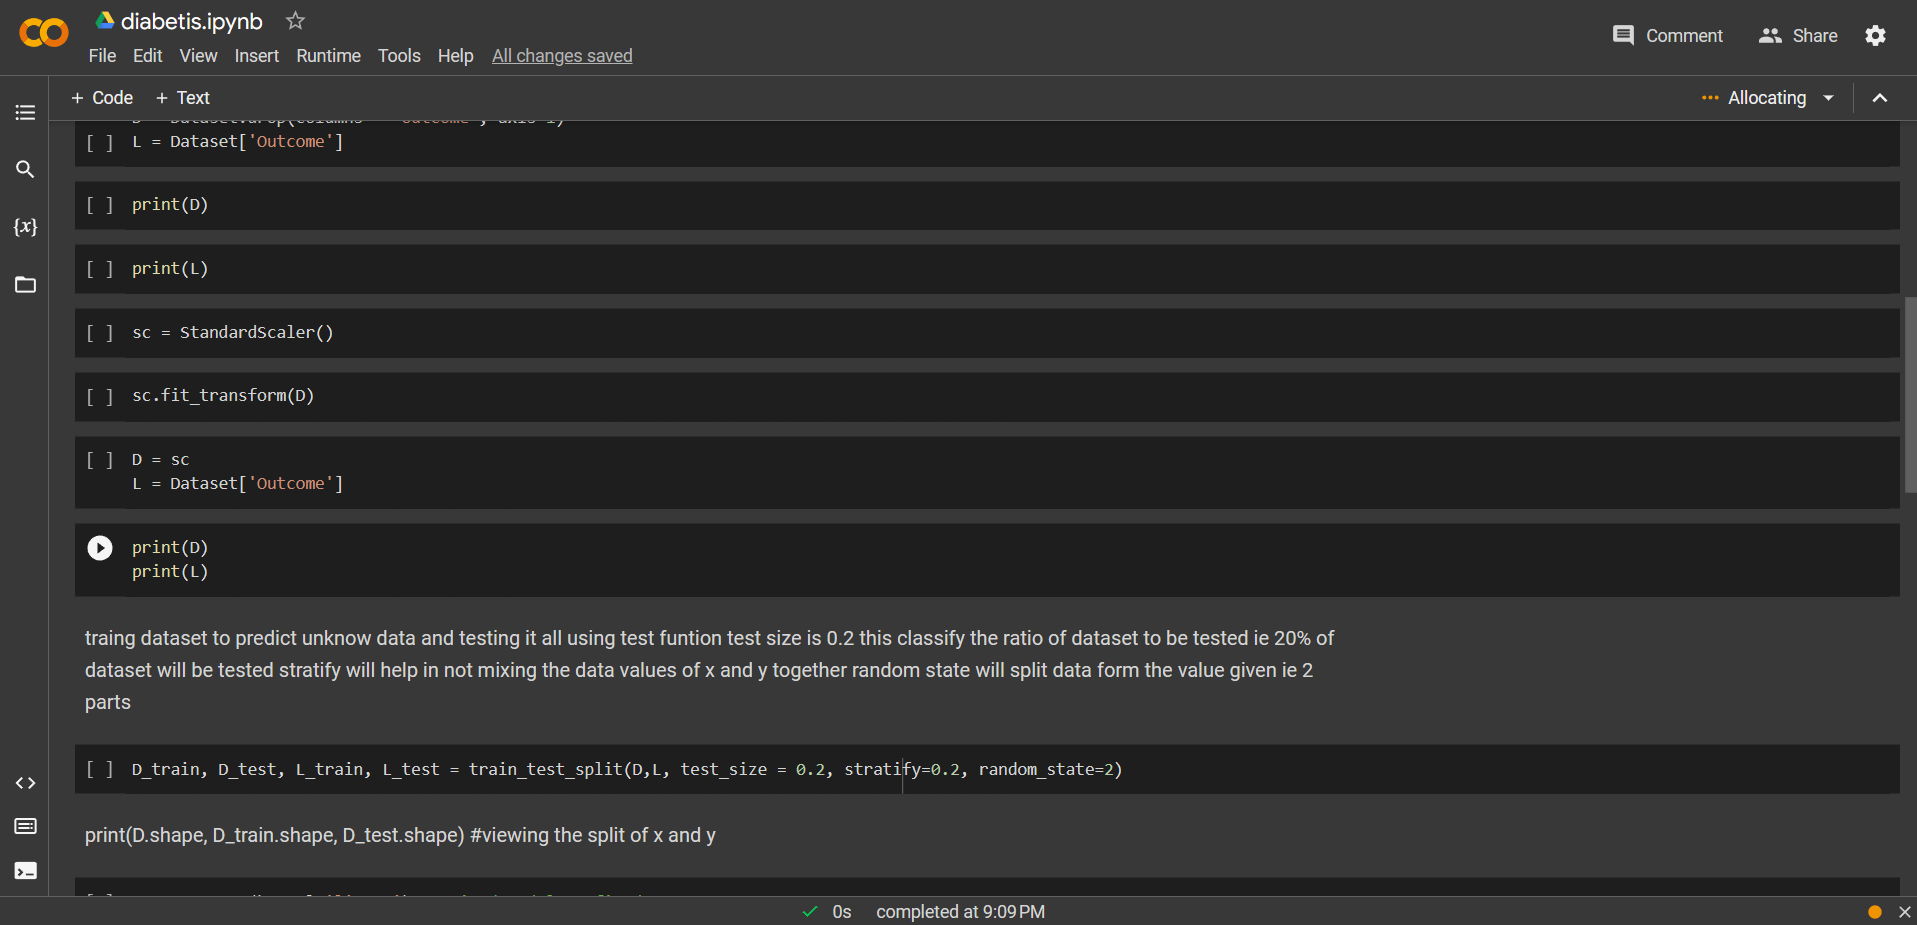 diabetis.ipynb
File Edit View Insert Runtime Tools Help All changes saved
Comment Share
+ Code + Text
Allocating
[ ] L = Dataset['Outcome']
[ ] print(D)
[ ] print(L)
{x}
[ ] sc = StandardScaler()
[ ] sc.fit_transform(D)
[ ] D = sc
L = Dataset['Outcome']
print(D)
print(L)
traing dataset to predict unknow data and testing it all using test funtion test size is 0.2 this classify the ratio of dataset to be tested ie 20% of
dataset will be tested stratify will help in not mixing the data values of x and y together random state will split data form the value given ie 2
parts
[ ] D_train, D_test, L_train, L_test = train_test_split(D,L, test_size = 0.2, stratify=0.2, random_state=2)
print(D.shape, D_train.shape, D_test.shape) #viewing the split of x and y
0s completed at 9:09 PM